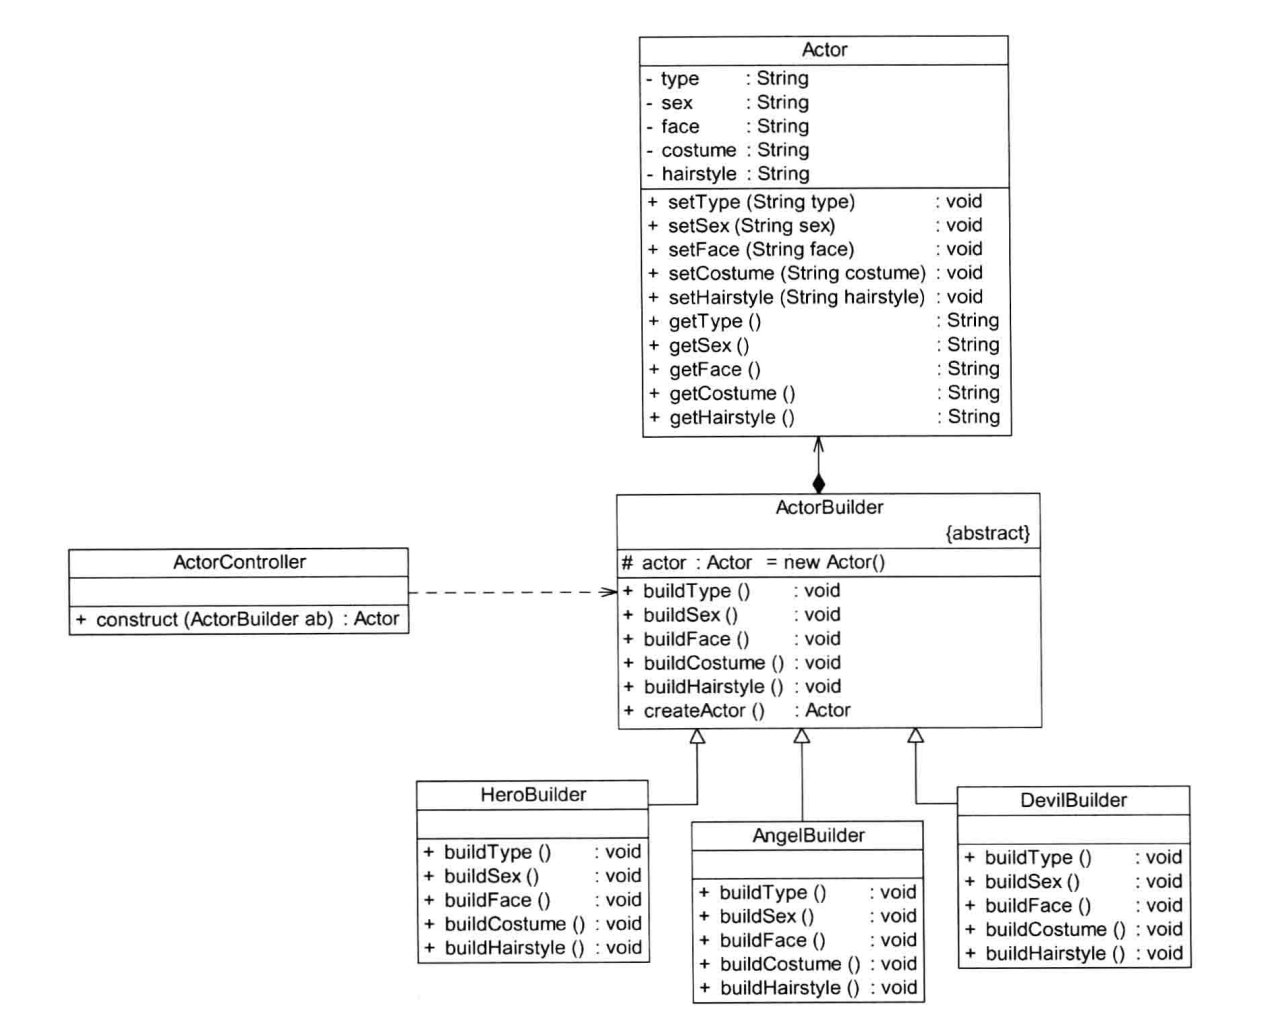 Actor
- type : String
- sex : String
- face : String
- costume : String
- hairstyle : String
+ setType (String type) : void
+ setSex (String sex) : void
+ setFace (String face) : void
+ setCostume (String costume) : void
+ setHairstyle (String hairstyle) : void
+ getType () : String
+ getSex () : String
+ getFace () : String
+ getCostume () : String
+ getHairstyle () : String
ActorController
+ construct (ActorBuilder ab) : Actor
ActorBuilder
{abstract}
# actor : Actor = new Actor()
+ buildType () : void
+ buildSex () : void
+ buildFace () : void
+ buildCostume () : void
+ buildHairstyle () : void
+ createActor () : Actor
HeroBuilder
+ buildType () : void
+ buildSex () : void
+ buildFace () : void
+ buildCostume () : void
+ buildHairstyle () : void
AngelBuilder
+ buildType () : void
+ buildSex () : void
+ buildFace () : void
+ buildCostume () : void
+ buildHairstyle () : void
DevilBuilder
+ buildType () : void
+ buildSex () : void
+ buildFace () : void
+ buildCostume () : void
+ buildHairstyle () : void